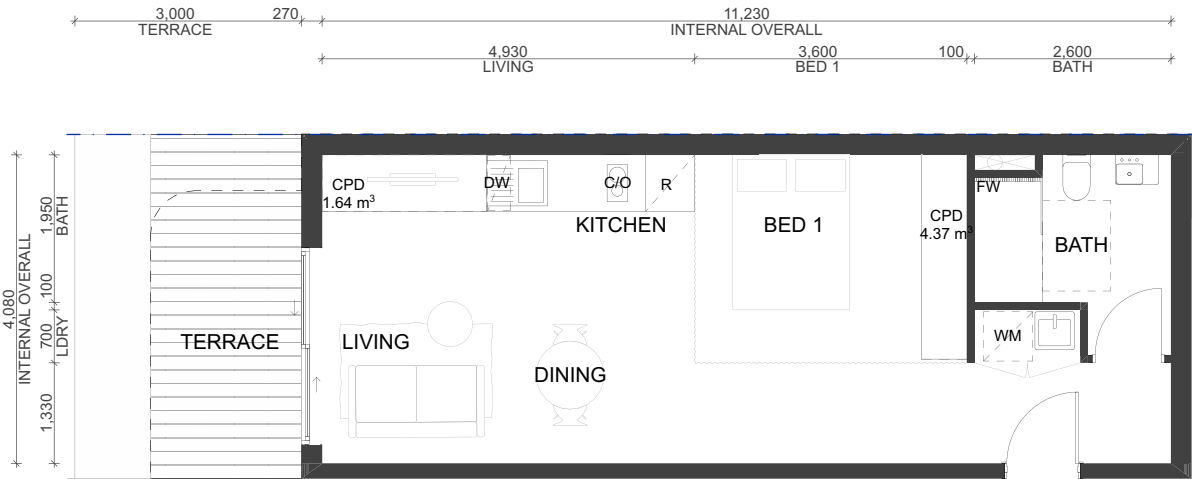 3,000 270 11,230
TERRACE INTERNAL OVERALL
4,930 3,600 100 2,600
LIVING BED 1 BATH
CPD
1.64 m³
DW
C/O
R
KITCHEN
BED 1
CPD
4.37 m³
FW
BATH
WM
TERRACE
LIVING
DINING
4,080
INTERNAL OVERALL
1,950
BATH
100
700
LDRY
1,330